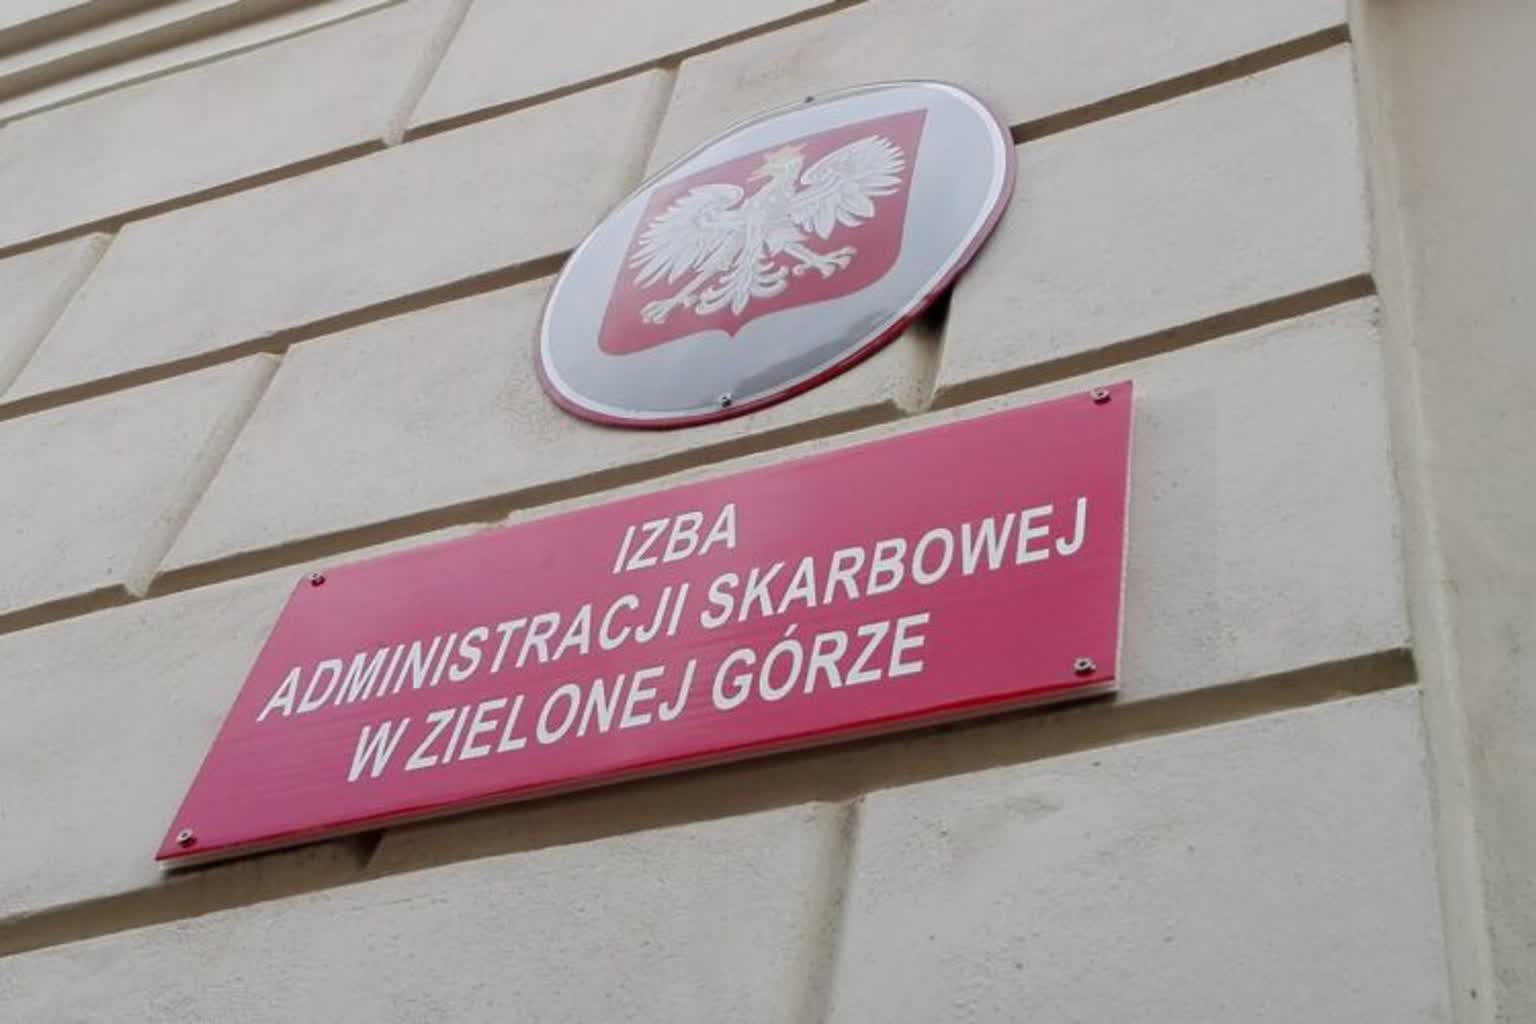 IZBA
ADMINISTRACJI SKARBOWEJ
W ZIELONEJ GÓRZE